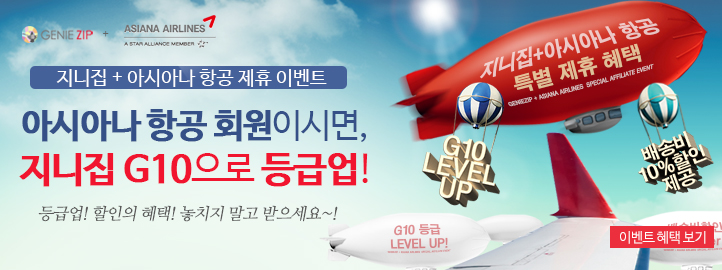 GENIE ZIP + ASIANA AIRLINES
A STAR ALLIANCE MEMBER
지니집 + 아시아나 항공 제휴 이벤트
아시아나 항공 회원이시면,
지니집 G10으로 등급업!
등급업! 할인의 혜택! 놓치지 말고 받으세요~!
지니집+아시아나 항공
특별 제휴 혜택
GENIEZIP + ASIANA AIRLINES SPECIAL AFFILIATE EVENT
G10
LEVEL
UP
배송비
10%할인
제공
G10 등급
LEVEL UP!
이벤트 혜택 보기